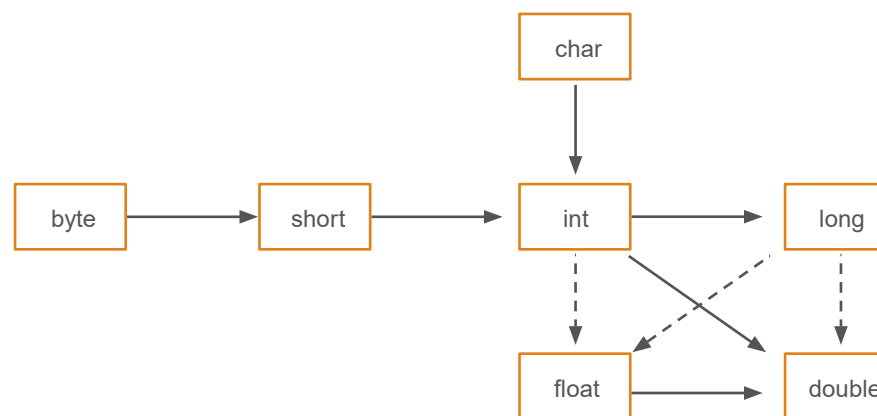 char
byte
short
int
long
float
double